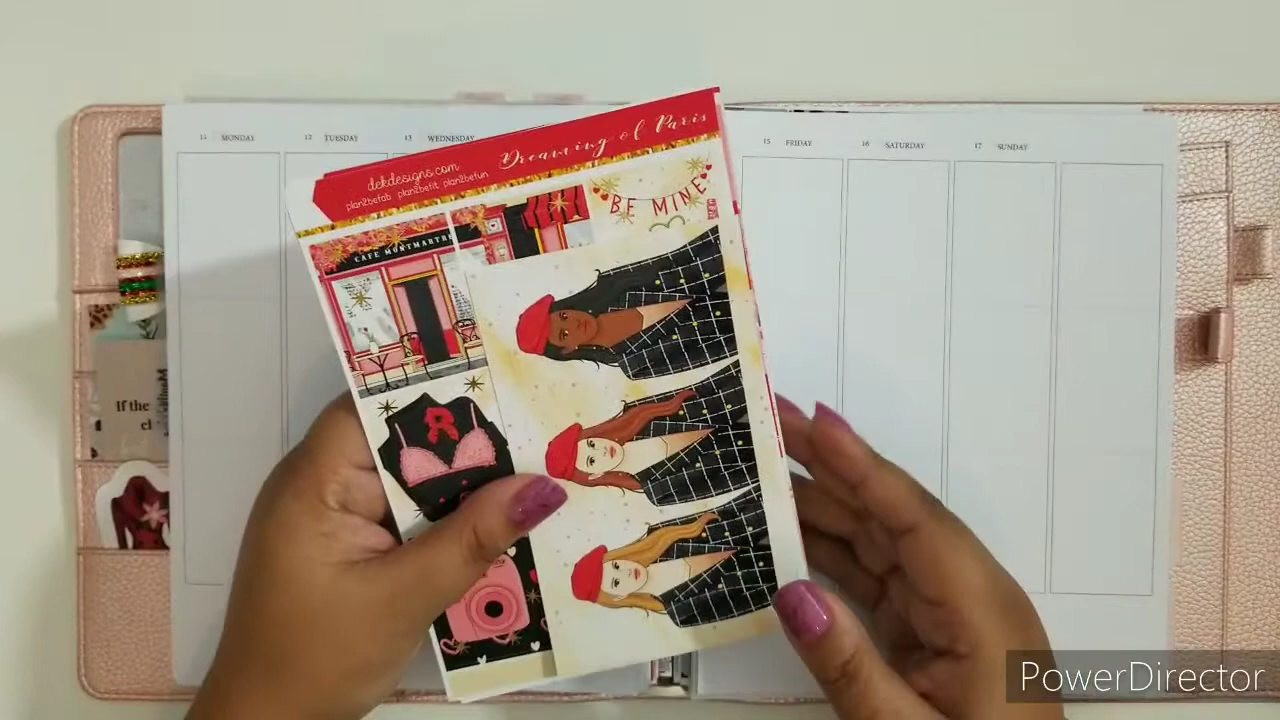 11 MONDAY
12 TUESDAY
13 WEDNESDAY
15 FRIDAY
16 SATURDAY
17 SUNDAY
dekdesigns.com
plan2befab plan2befit plan2befun
Dreaming of Paris
BE MINE
CAFE MONTMARTRE
If the
PowerDirector